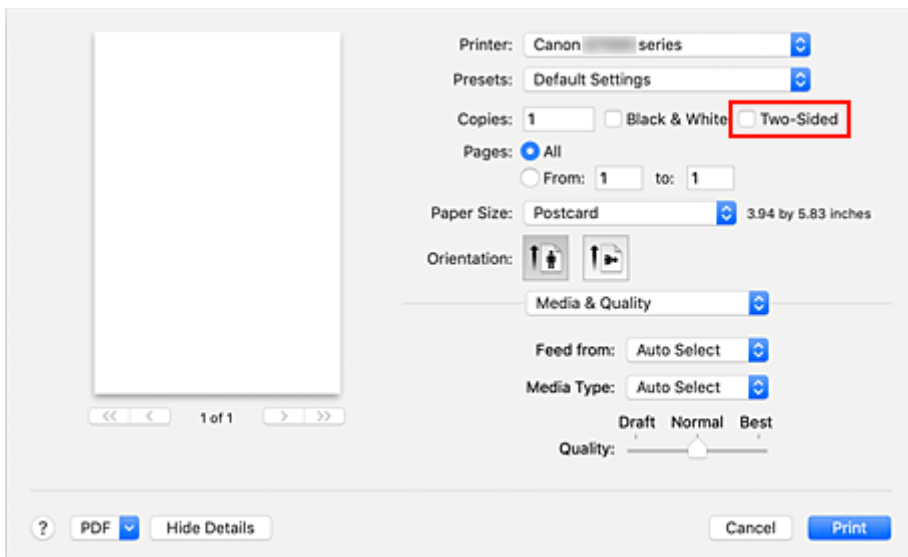 Printer: Canon series
Presets: Default Settings
Copies: 1 Black & White Two-Sided
Pages: All
From: 1 to: 1
Paper Size: Postcard 3.94 by 5.83 inches
Orientation:
Media & Quality
Feed from: Auto Select
Media Type: Auto Select
Draft Normal Best
Quality:
<< < 1 of 1 > >>
? PDF Hide Details Cancel Print